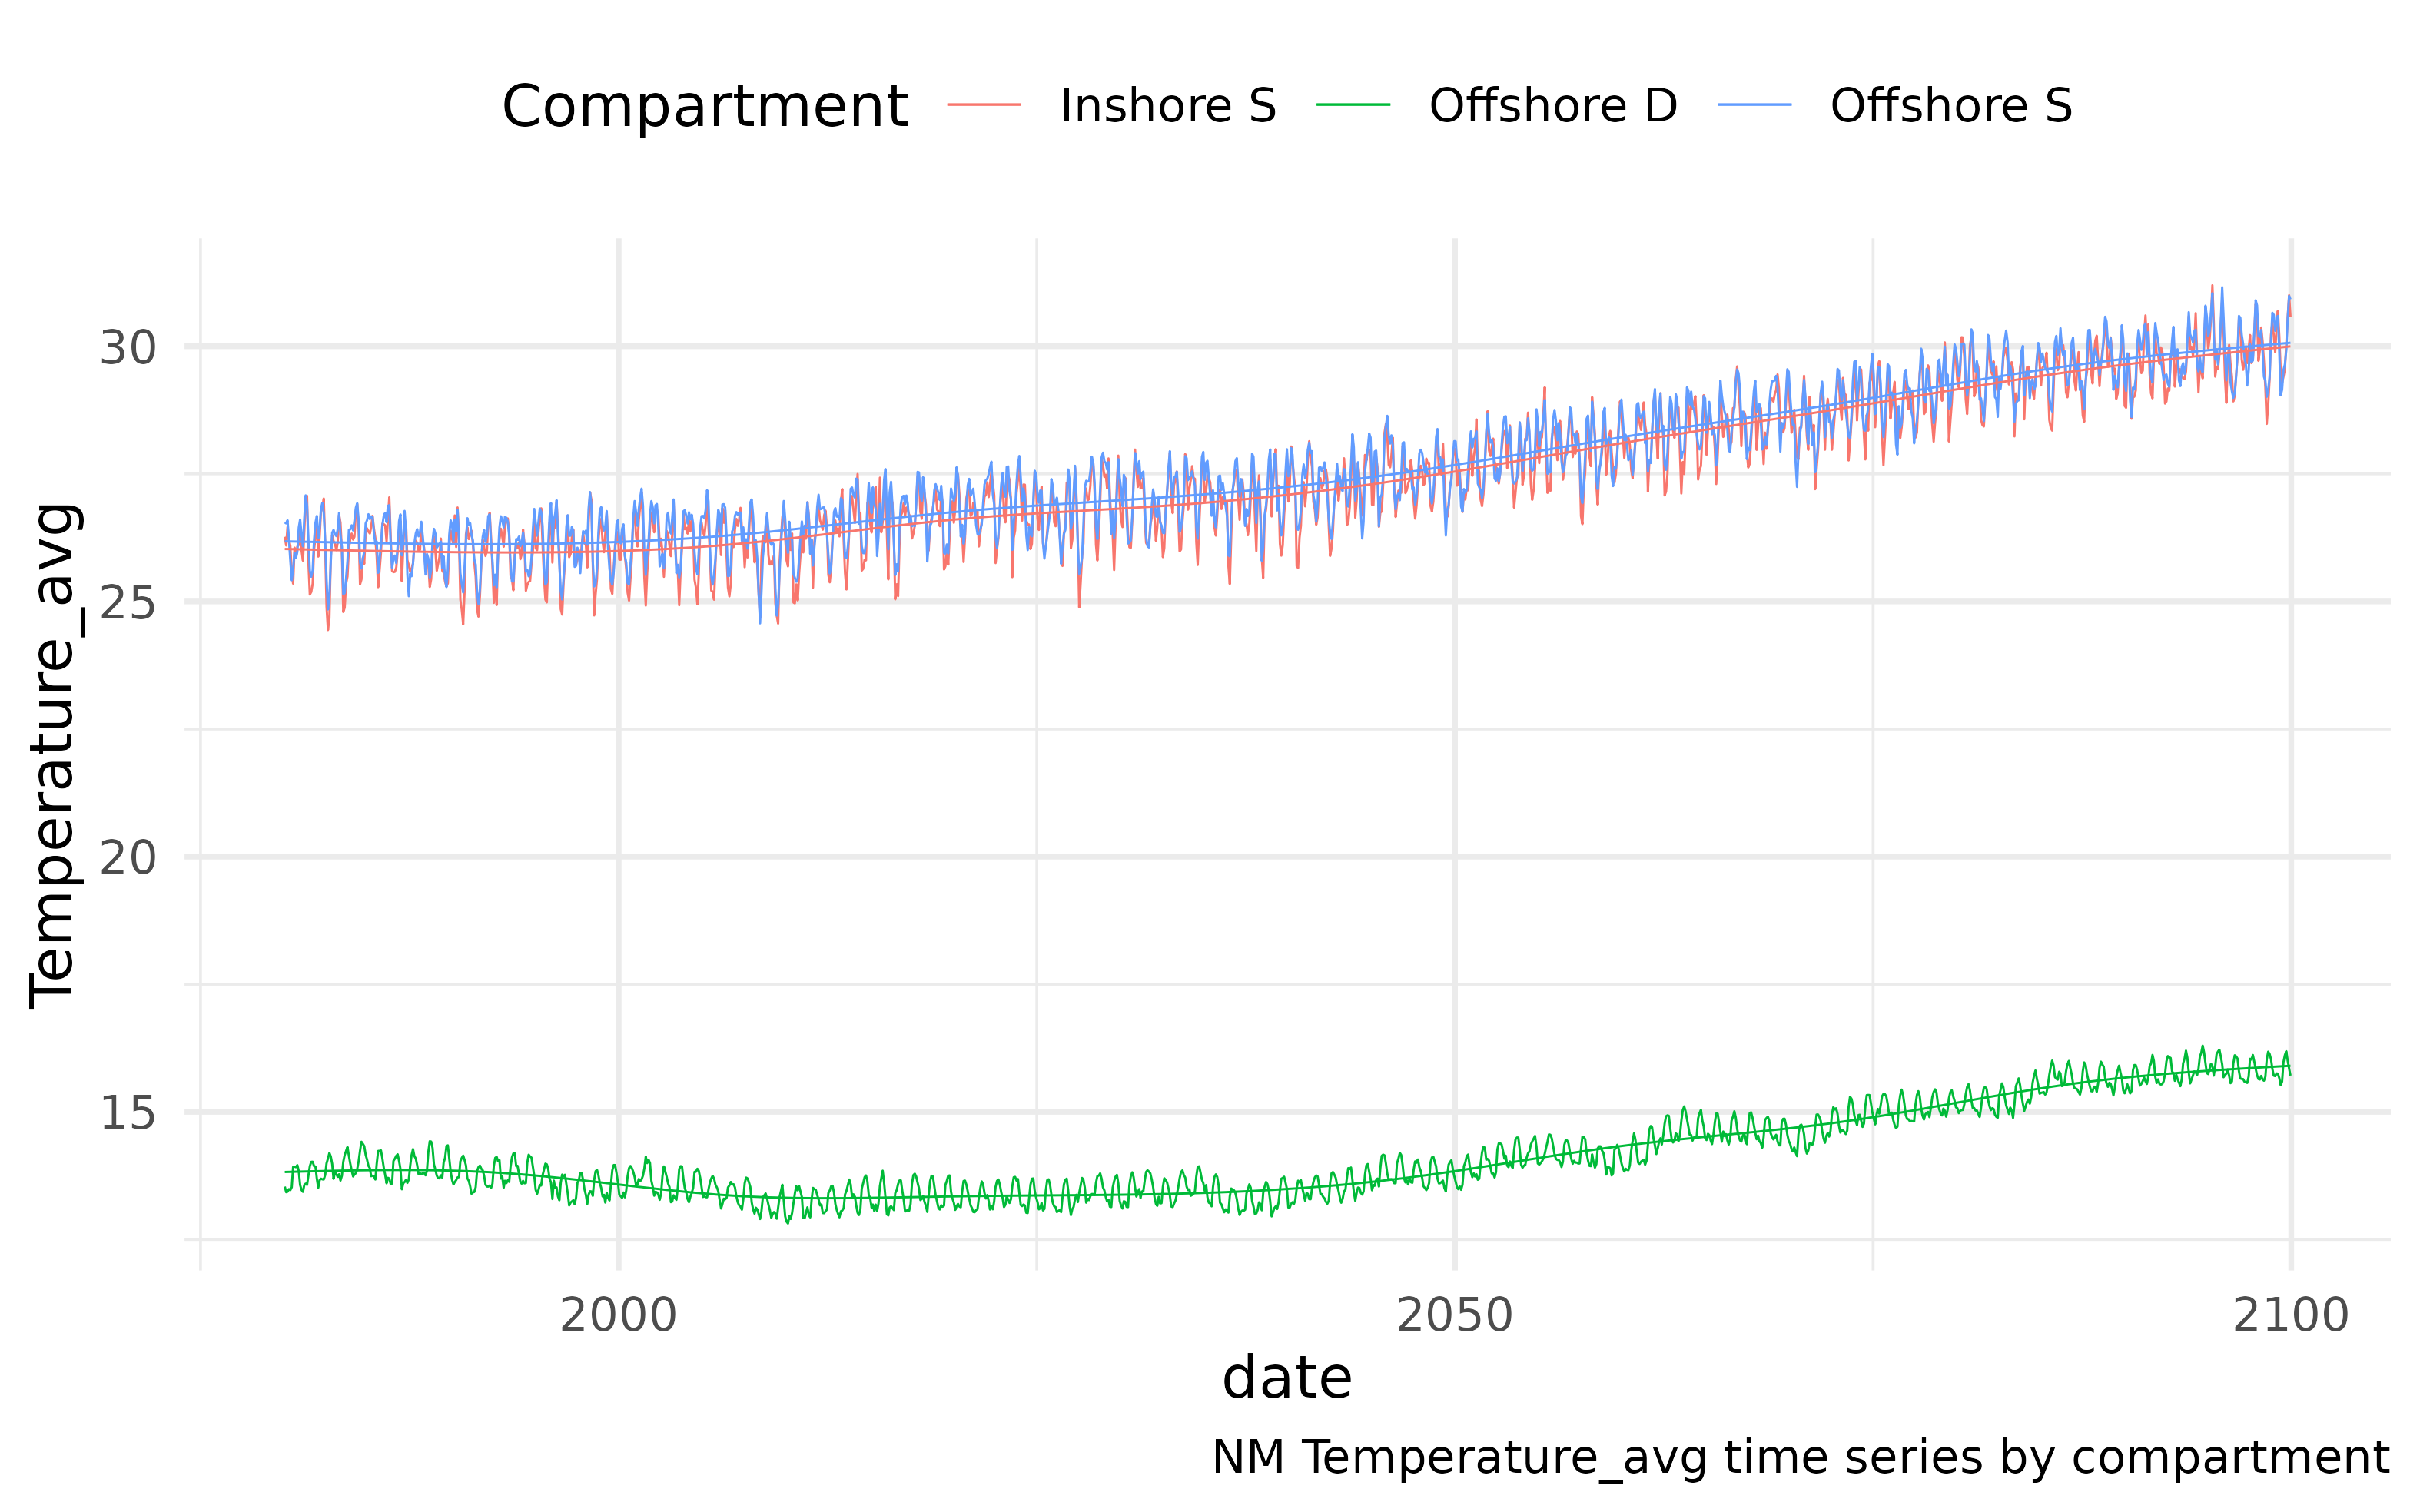 Compartment Inshore S Offshore D Offshore S
Temperature_avg
30
25
20
15
2000 2050 2100
date
NM Temperature_avg time series by compartment